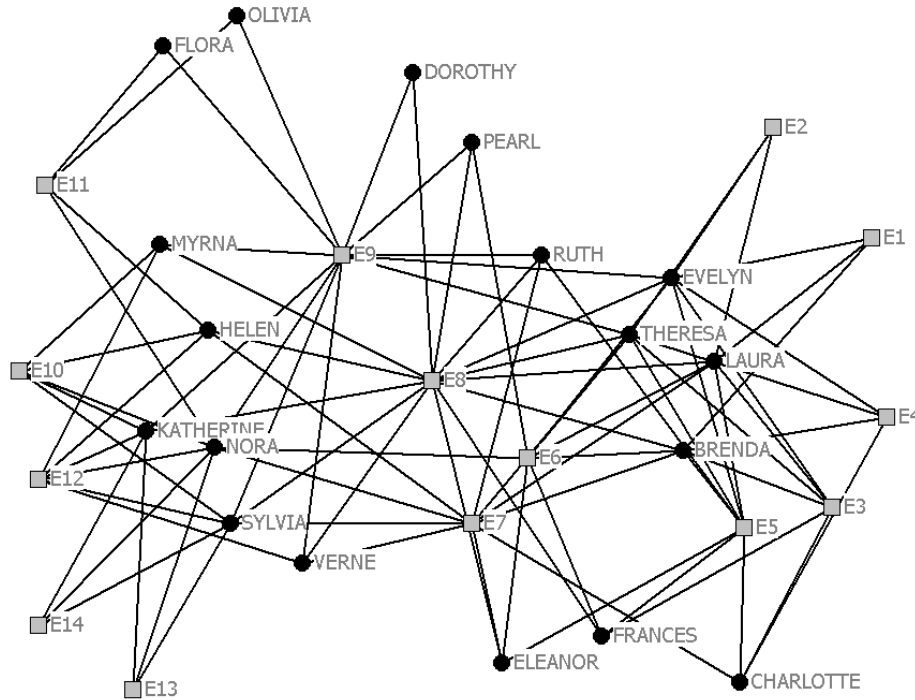 OLIVIA
FLORA
DOROTHY
PEARL
E2
E11
E1
MYRNA
E9
RUTH
EVELYN
HELEN
THERESA
LAURA
E10
E8
E4
KATHERINE
NORA
BRENDA
E6
E12
E3
SYLVIA
E7
E5
VERNE
E14
FRANCES
ELEANOR
CHARLOTTE
E13